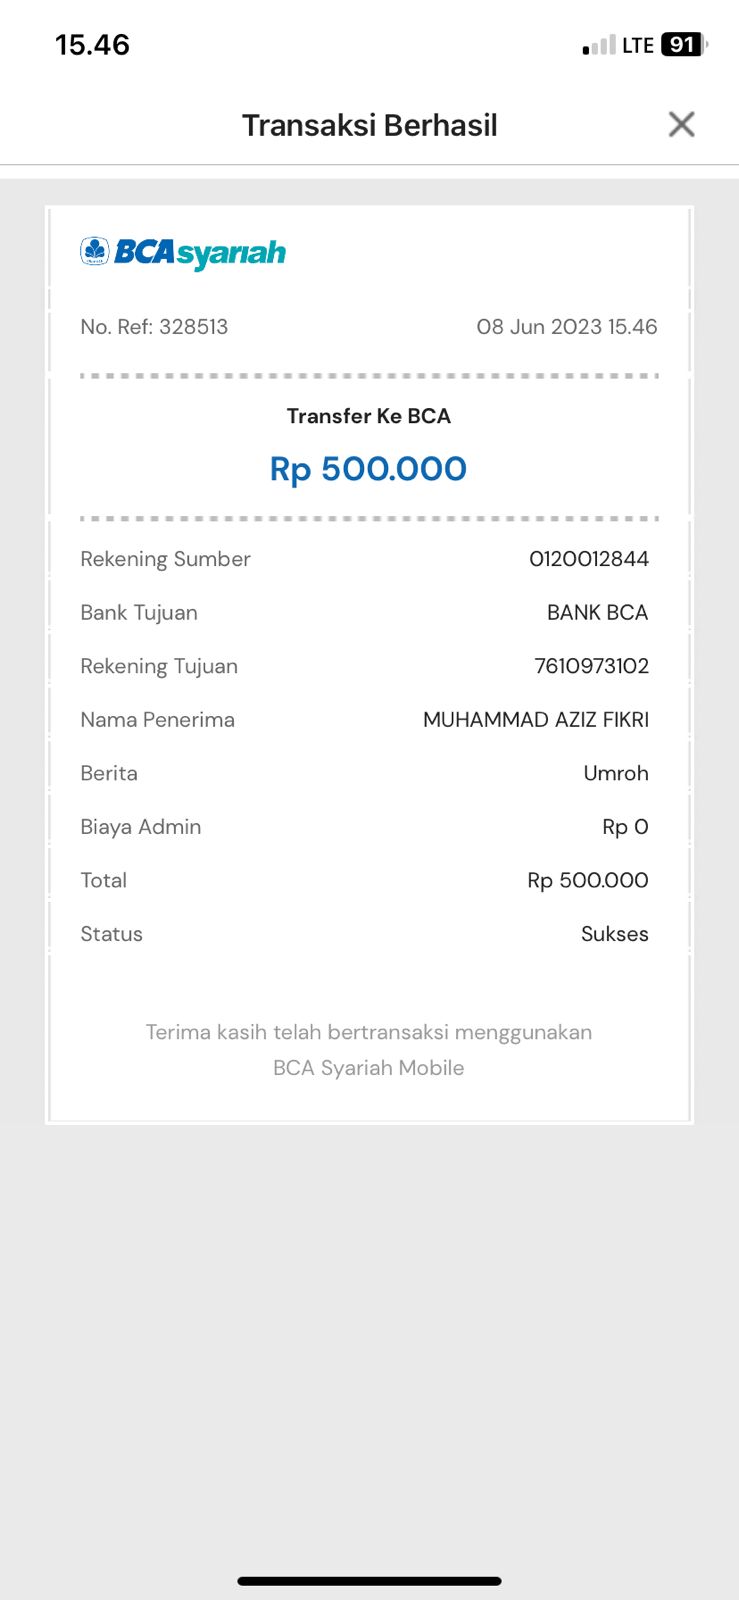 15.46
LTE 91
Transaksi Berhasil
BCA syariah
No. Ref: 328513 08 Jun 2023 15.46
Transfer Ke BCA
Rp 500.000
Rekening Sumber 0120012844
Bank Tujuan BANK BCA
Rekening Tujuan 7610973102
Nama Penerima MUHAMMAD AZIZ FIKRI
Berita Umroh
Biaya Admin Rp 0
Total Rp 500.000
Status Sukses
Terima kasih telah bertransaksi menggunakan
BCA Syariah Mobile